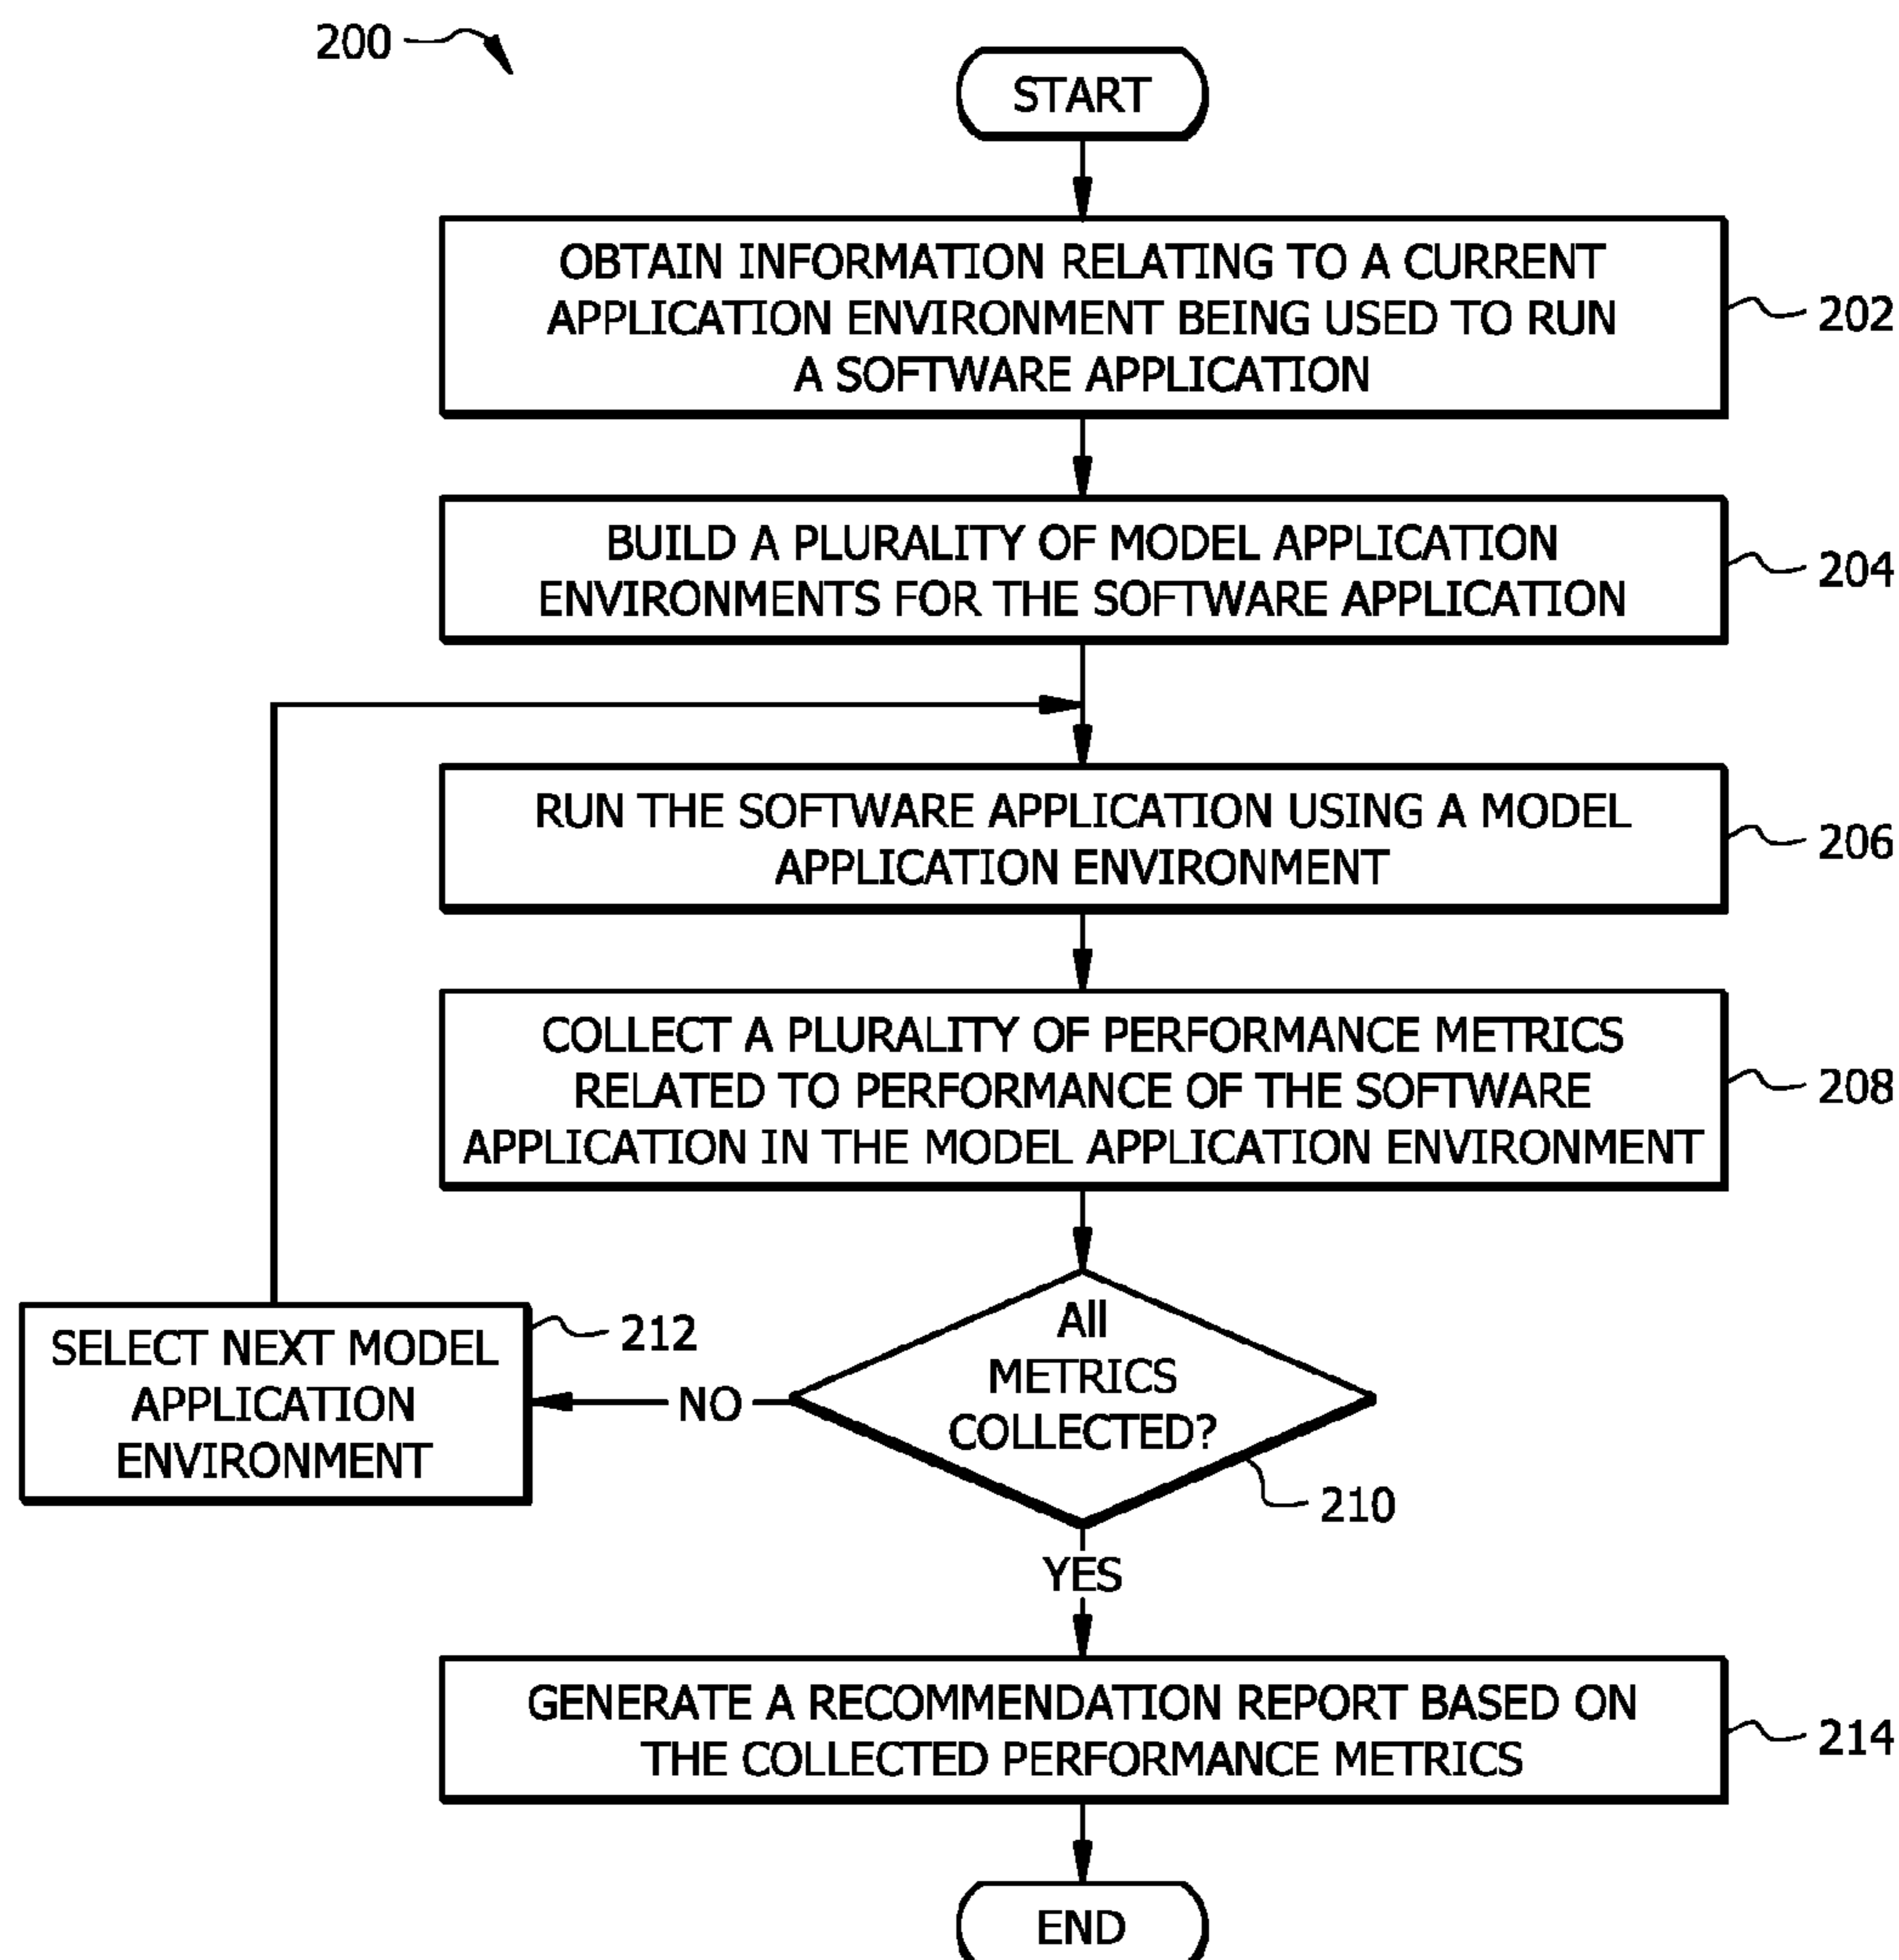 200
START
OBTAIN INFORMATION RELATING TO A CURRENT
APPLICATION ENVIRONMENT BEING USED TO RUN
A SOFTWARE APPLICATION
202
BUILD A PLURALITY OF MODEL APPLICATION
ENVIRONMENTS FOR THE SOFTWARE APPLICATION
204
RUN THE SOFTWARE APPLICATION USING A MODEL
APPLICATION ENVIRONMENT
206
COLLECT A PLURALITY OF PERFORMANCE METRICS
RELATED TO PERFORMANCE OF THE SOFTWARE
APPLICATION IN THE MODEL APPLICATION ENVIRONMENT
208
All
METRICS
COLLECTED?
210
NO
SELECT NEXT MODEL
APPLICATION
ENVIRONMENT
212
YES
GENERATE A RECOMMENDATION REPORT BASED ON
THE COLLECTED PERFORMANCE METRICS
214
END